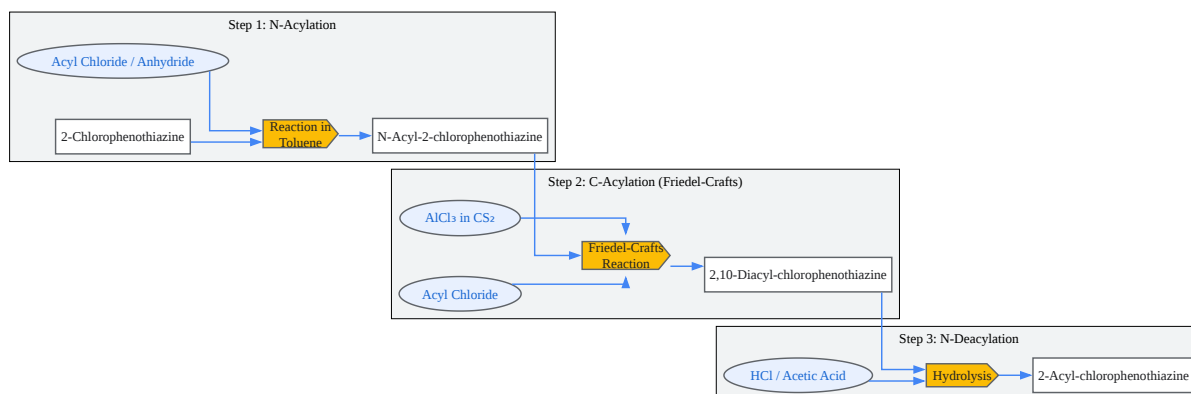 Step 1: N-Acylation
Acyl Chloride / Anhydride
2-Chlorophenothiazine
Reaction in
Toluene
N-Acyl-2-chlorophenothiazine
Step 2: C-Acylation (Friedel-Crafts)
AlCl₃ in CS₂
Friedel-Crafts
Reaction
Acyl Chloride
2,10-Diacyl-chlorophenothiazine
Step 3: N-Deacylation
HCl / Acetic Acid
Hydrolysis
2-Acyl-chlorophenothiazine